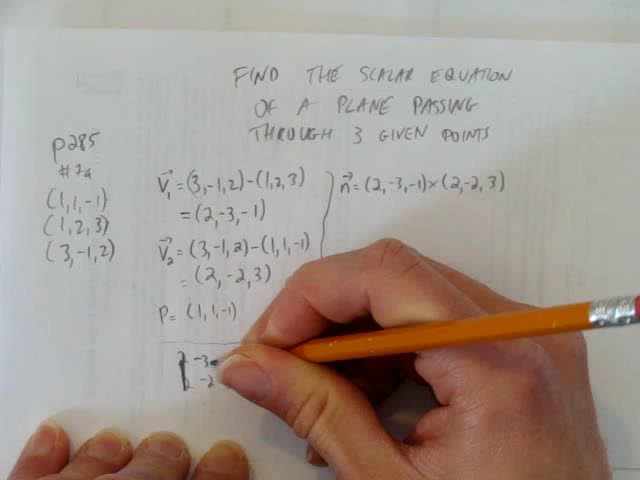 FIND THE SCALAR EQUATION
OF A PLANE PASSING
THROUGH 3 GIVEN POINTS
p285
#7a
(1,1,-1)
(1,2,3)
(3,-1,2)
V⃗₁ = (3,-1,2)-(1,2,3)
= (2,-3,-1)
V⃗₂ = (3,-1,2)-(1,1,-1)
= (2,-2,3)
P = (1,1,-1)
n⃗ = (2,-3,-1)×(2,-2,3)
2 -3
2 -2